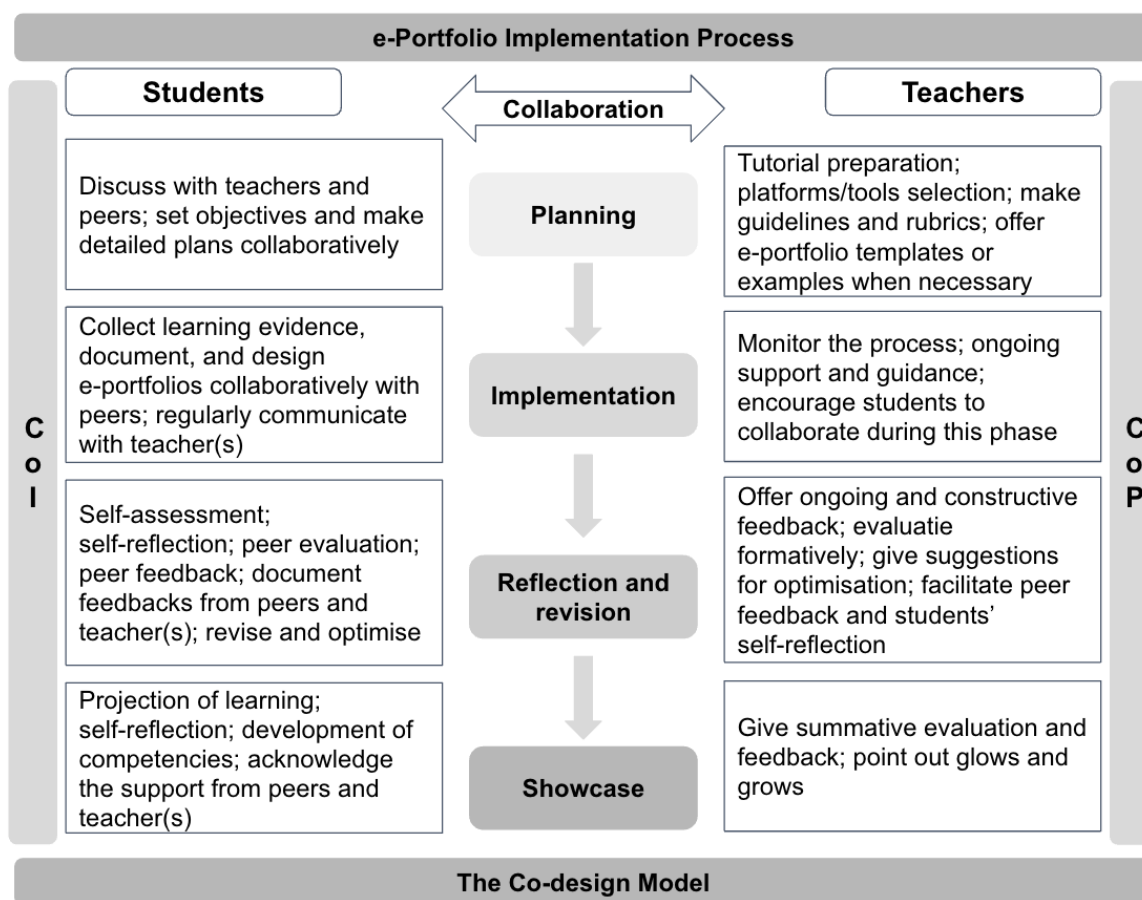 e-Portfolio Implementation Process
Students
Collaboration
Teachers
Discuss with teachers and
peers; set objectives and make
detailed plans collaboratively
Planning
Tutorial preparation;
platforms/tools selection; make
guidelines and rubrics; offer
e-portfolio templates or
examples when necessary
Collect learning evidence,
document, and design
e-portfolios collaboratively with
peers; regularly communicate
with teacher(s)
Implementation
Monitor the process; ongoing
support and guidance;
encourage students to
collaborate during this phase
C
o
I
C
o
P
Self-assessment;
self-reflection; peer evaluation;
peer feedback; document
feedbacks from peers and
teacher(s); revise and optimise
Reflection and
revision
Offer ongoing and constructive
feedback; evaluatie
formatively; give suggestions
for optimisation; facilitate peer
feedback and students’
self-reflection
Projection of learning;
self-reflection; development of
competencies; acknowledge
the support from peers and
teacher(s)
Showcase
Give summative evaluation and
feedback; point out glows and
grows
The Co-design Model